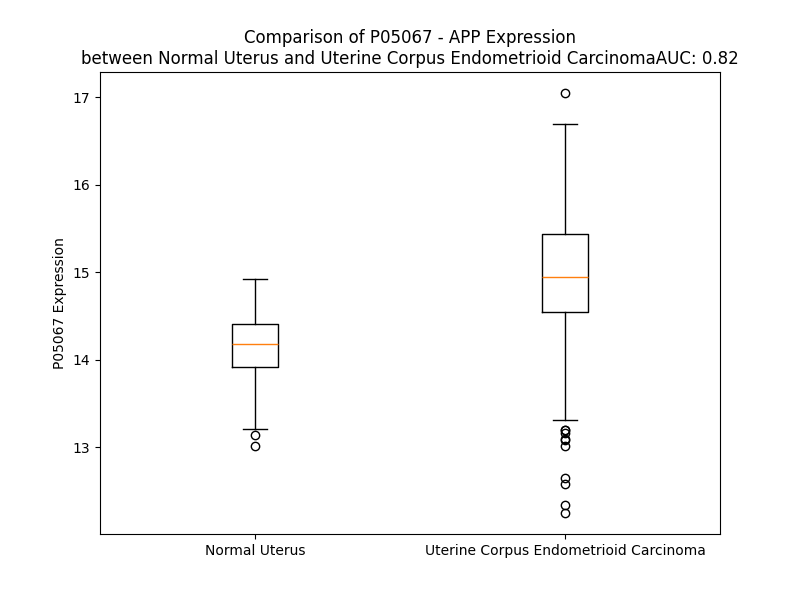 Comparison of P05067 - APP Expression
between Normal Uterus and Uterine Corpus Endometrioid CarcinomaAUC: 0.82
17
16
15
14
13
P05067 Expression
Normal Uterus
Uterine Corpus Endometrioid Carcinoma